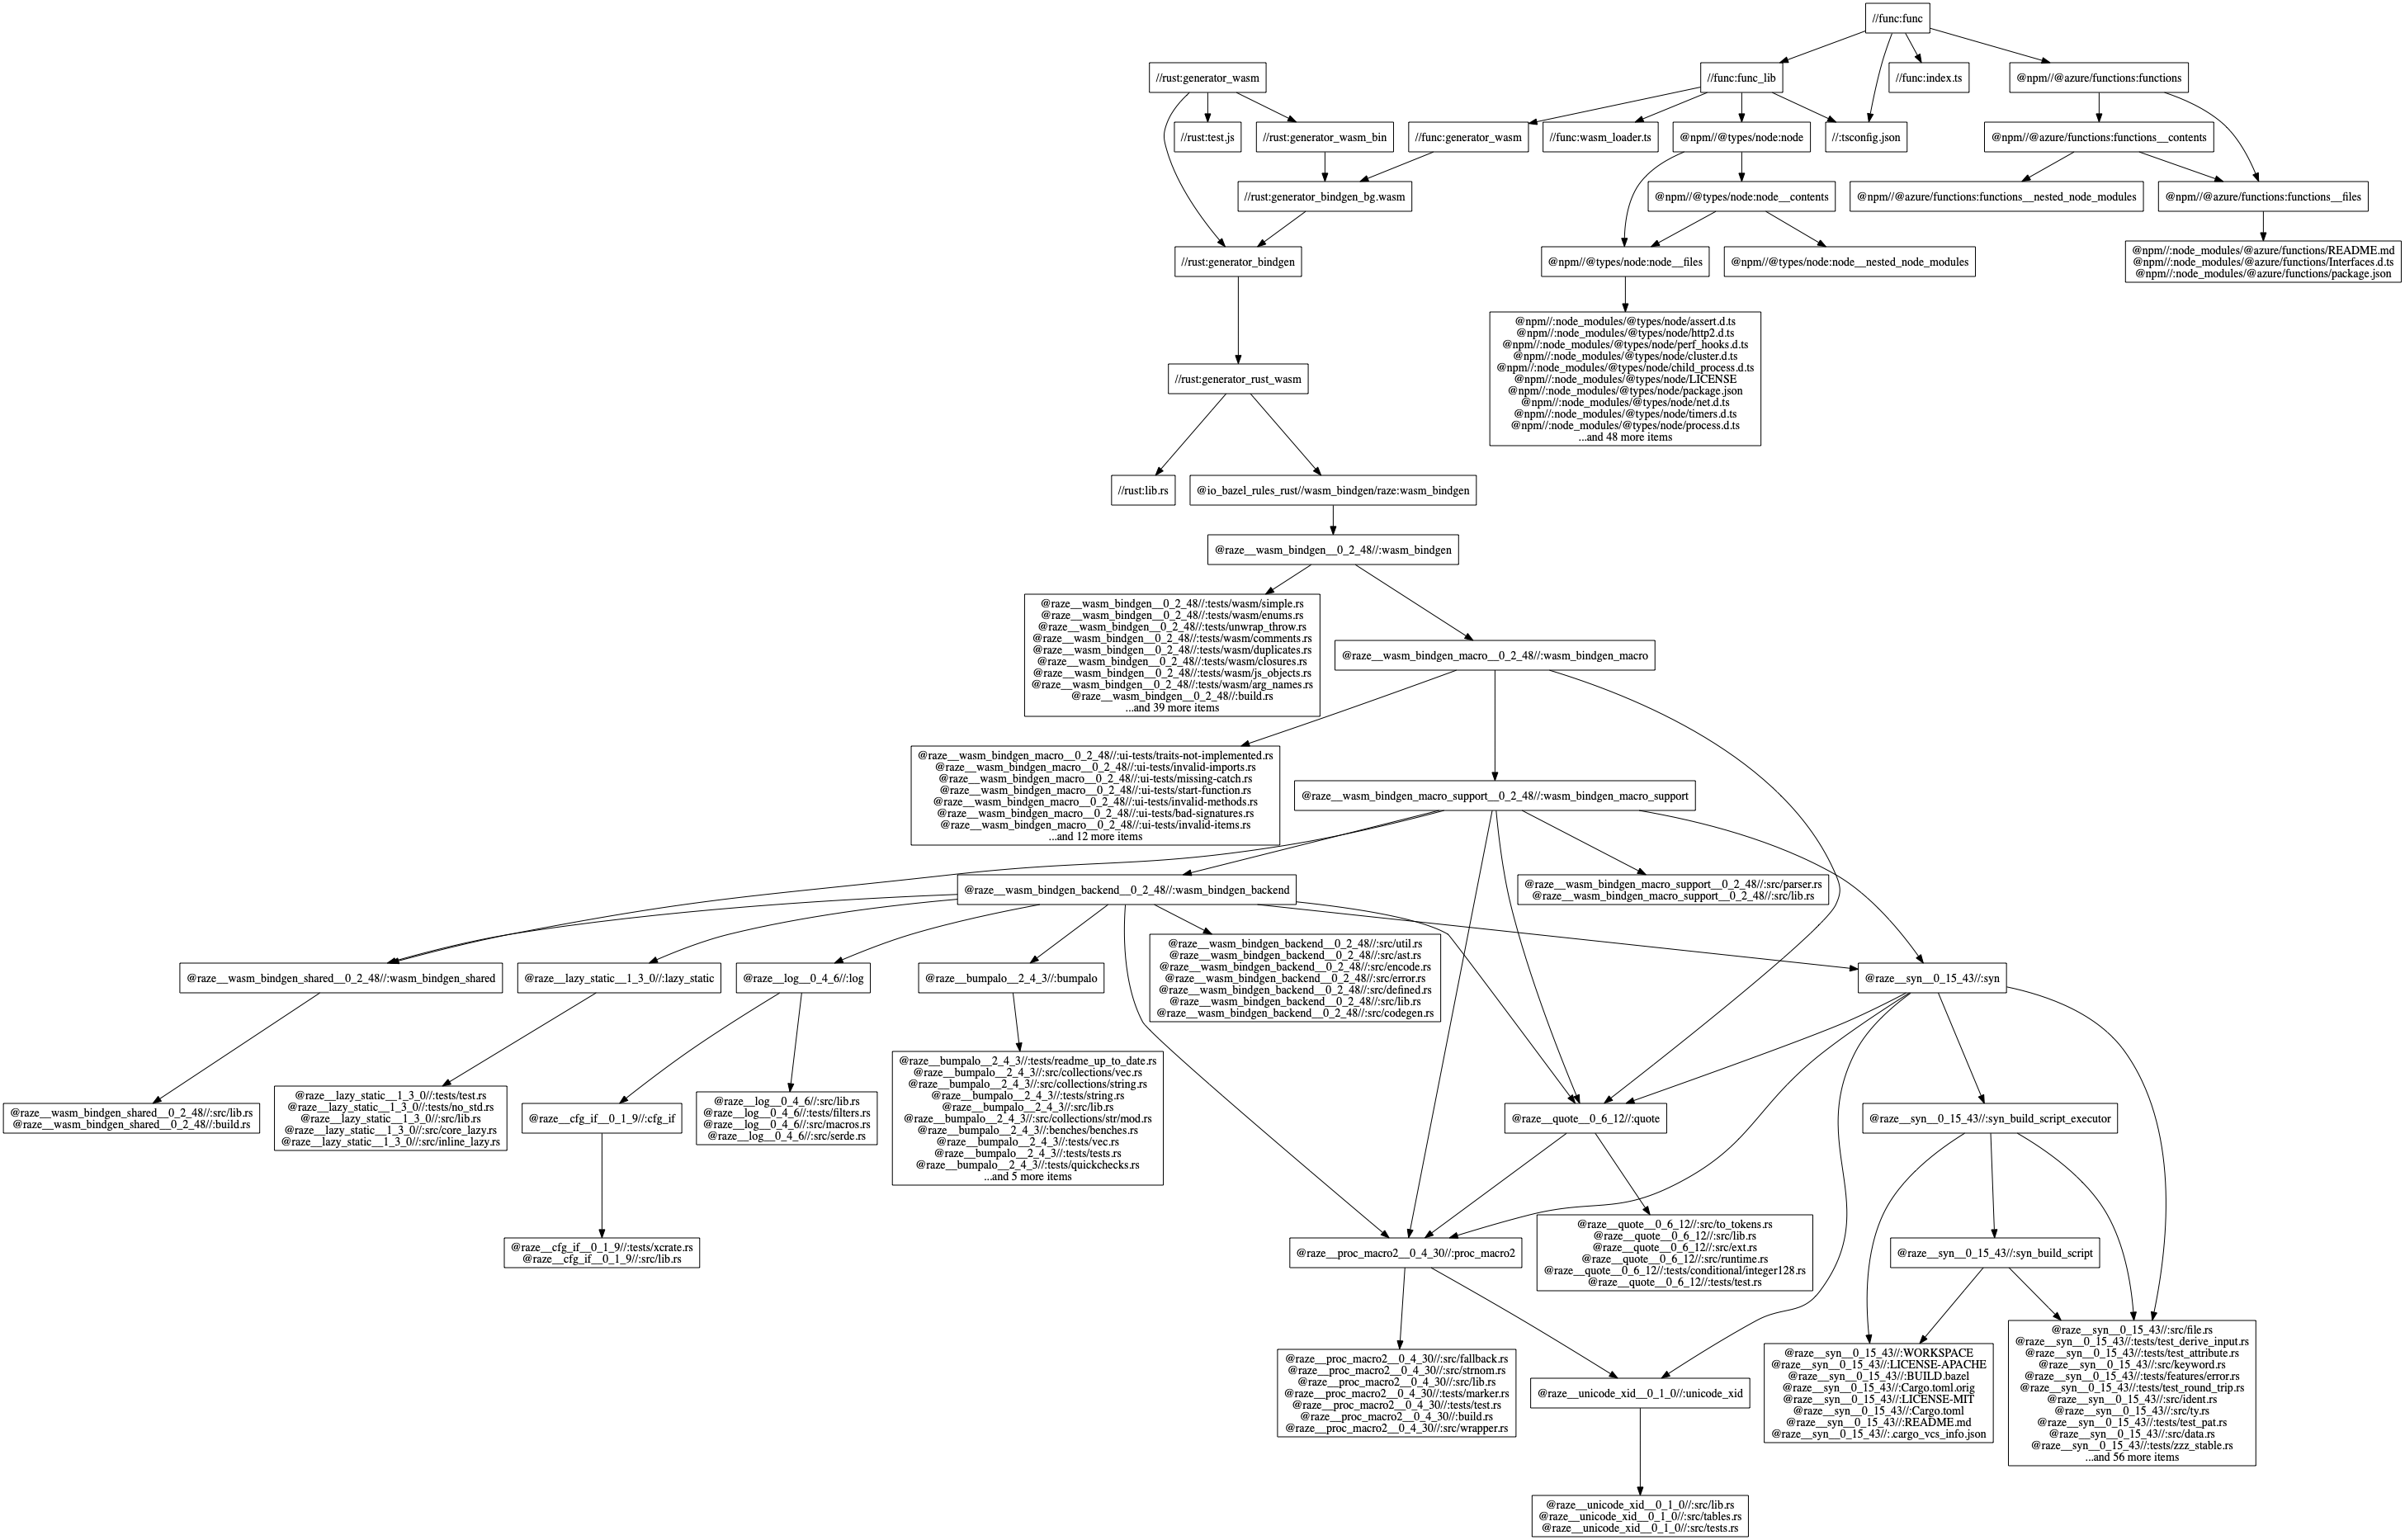 //func:func
//rust:generator_wasm
//func:func_lib
//func:index.ts
@npm//@azure/functions:functions
//rust:test.js
//rust:generator_wasm_bin
//func:generator_wasm
//func:wasm_loader.ts
@npm//@types/node:node
//:tsconfig.json
@npm//@azure/functions:functions__contents
//rust:generator_bindgen_bg.wasm
@npm//@types/node:node__contents
@npm//@azure/functions:functions__nested_node_modules
@npm//@azure/functions:functions__files
//rust:generator_bindgen
@npm//@types/node:node__files
@npm//@types/node:node__nested_node_modules
@npm//:node_modules/@azure/functions/README.md
@npm//:node_modules/@azure/functions/Interfaces.d.ts
@npm//:node_modules/@azure/functions/package.json
//rust:generator_rust_wasm
@npm//:node_modules/@types/node/assert.d.ts
@npm//:node_modules/@types/node/http2.d.ts
@npm//:node_modules/@types/node/perf_hooks.d.ts
@npm//:node_modules/@types/node/cluster.d.ts
@npm//:node_modules/@types/node/child_process.d.ts
@npm//:node_modules/@types/node/LICENSE
@npm//:node_modules/@types/node/package.json
@npm//:node_modules/@types/node/net.d.ts
@npm//:node_modules/@types/node/timers.d.ts
@npm//:node_modules/@types/node/process.d.ts
...and 48 more items
//rust:lib.rs
@io_bazel_rules_rust//wasm_bindgen/raze:wasm_bindgen
@raze__wasm_bindgen__0_2_48//:wasm_bindgen
@raze__wasm_bindgen__0_2_48//:tests/wasm/simple.rs
@raze__wasm_bindgen__0_2_48//:tests/wasm/enums.rs
@raze__wasm_bindgen__0_2_48//:tests/unwrap_throw.rs
@raze__wasm_bindgen__0_2_48//:tests/wasm/comments.rs
@raze__wasm_bindgen__0_2_48//:tests/wasm/duplicates.rs
@raze__wasm_bindgen__0_2_48//:tests/wasm/closures.rs
@raze__wasm_bindgen__0_2_48//:tests/wasm/js_objects.rs
@raze__wasm_bindgen__0_2_48//:tests/wasm/arg_names.rs
@raze__wasm_bindgen__0_2_48//:build.rs
...and 39 more items
@raze__wasm_bindgen_macro__0_2_48//:wasm_bindgen_macro
@raze__wasm_bindgen_macro__0_2_48//:ui-tests/traits-not-implemented.rs
@raze__wasm_bindgen_macro__0_2_48//:ui-tests/invalid-imports.rs
@raze__wasm_bindgen_macro__0_2_48//:ui-tests/missing-catch.rs
@raze__wasm_bindgen_macro__0_2_48//:ui-tests/start-function.rs
@raze__wasm_bindgen_macro__0_2_48//:ui-tests/invalid-methods.rs
@raze__wasm_bindgen_macro__0_2_48//:ui-tests/bad-signatures.rs
@raze__wasm_bindgen_macro__0_2_48//:ui-tests/invalid-items.rs
...and 12 more items
@raze__wasm_bindgen_macro_support__0_2_48//:wasm_bindgen_macro_support
@raze__wasm_bindgen_backend__0_2_48//:wasm_bindgen_backend
@raze__wasm_bindgen_macro_support__0_2_48//:src/parser.rs
@raze__wasm_bindgen_macro_support__0_2_48//:src/lib.rs
@raze__wasm_bindgen_shared__0_2_48//:wasm_bindgen_shared
@raze__lazy_static__1_3_0//:lazy_static
@raze__log__0_4_6//:log
@raze__bumpalo__2_4_3//:bumpalo
@raze__wasm_bindgen_backend__0_2_48//:src/util.rs
@raze__wasm_bindgen_backend__0_2_48//:src/ast.rs
@raze__wasm_bindgen_backend__0_2_48//:src/encode.rs
@raze__wasm_bindgen_backend__0_2_48//:src/error.rs
@raze__wasm_bindgen_backend__0_2_48//:src/defined.rs
@raze__wasm_bindgen_backend__0_2_48//:src/lib.rs
@raze__wasm_bindgen_backend__0_2_48//:src/codegen.rs
@raze__syn__0_15_43//:syn
@raze__wasm_bindgen_shared__0_2_48//:src/lib.rs
@raze__wasm_bindgen_shared__0_2_48//:build.rs
@raze__lazy_static__1_3_0//:tests/test.rs
@raze__lazy_static__1_3_0//:tests/no_std.rs
@raze__lazy_static__1_3_0//:src/lib.rs
@raze__lazy_static__1_3_0//:src/core_lazy.rs
@raze__lazy_static__1_3_0//:src/inline_lazy.rs
@raze__cfg_if__0_1_9//:cfg_if
@raze__log__0_4_6//:src/lib.rs
@raze__log__0_4_6//:tests/filters.rs
@raze__log__0_4_6//:src/macros.rs
@raze__log__0_4_6//:src/serde.rs
@raze__bumpalo__2_4_3//:tests/readme_up_to_date.rs
@raze__bumpalo__2_4_3//:src/collections/vec.rs
@raze__bumpalo__2_4_3//:src/collections/string.rs
@raze__bumpalo__2_4_3//:tests/string.rs
@raze__bumpalo__2_4_3//:src/lib.rs
@raze__bumpalo__2_4_3//:src/collections/str/mod.rs
@raze__bumpalo__2_4_3//:benches/benches.rs
@raze__bumpalo__2_4_3//:tests/vec.rs
@raze__bumpalo__2_4_3//:tests/tests.rs
@raze__bumpalo__2_4_3//:tests/quickchecks.rs
...and 5 more items
@raze__quote__0_6_12//:quote
@raze__syn__0_15_43//:syn_build_script_executor
@raze__cfg_if__0_1_9//:tests/xcrate.rs
@raze__cfg_if__0_1_9//:src/lib.rs
@raze__proc_macro2__0_4_30//:proc_macro2
@raze__quote__0_6_12//:src/to_tokens.rs
@raze__quote__0_6_12//:src/lib.rs
@raze__quote__0_6_12//:src/ext.rs
@raze__quote__0_6_12//:src/runtime.rs
@raze__quote__0_6_12//:tests/conditional/integer128.rs
@raze__quote__0_6_12//:tests/test.rs
@raze__syn__0_15_43//:syn_build_script
@raze__proc_macro2__0_4_30//:src/fallback.rs
@raze__proc_macro2__0_4_30//:src/strnom.rs
@raze__proc_macro2__0_4_30//:src/lib.rs
@raze__proc_macro2__0_4_30//:tests/marker.rs
@raze__proc_macro2__0_4_30//:tests/test.rs
@raze__proc_macro2__0_4_30//:build.rs
@raze__proc_macro2__0_4_30//:src/wrapper.rs
@raze__unicode_xid__0_1_0//:unicode_xid
@raze__syn__0_15_43//:WORKSPACE
@raze__syn__0_15_43//:LICENSE-APACHE
@raze__syn__0_15_43//:BUILD.bazel
@raze__syn__0_15_43//:Cargo.toml.orig
@raze__syn__0_15_43//:LICENSE-MIT
@raze__syn__0_15_43//:Cargo.toml
@raze__syn__0_15_43//:README.md
@raze__syn__0_15_43//:.cargo_vcs_info.json
@raze__syn__0_15_43//:src/file.rs
@raze__syn__0_15_43//:tests/test_derive_input.rs
@raze__syn__0_15_43//:tests/test_attribute.rs
@raze__syn__0_15_43//:src/keyword.rs
@raze__syn__0_15_43//:tests/features/error.rs
@raze__syn__0_15_43//:tests/test_round_trip.rs
@raze__syn__0_15_43//:src/ident.rs
@raze__syn__0_15_43//:src/ty.rs
@raze__syn__0_15_43//:tests/test_pat.rs
@raze__syn__0_15_43//:src/data.rs
@raze__syn__0_15_43//:tests/zzz_stable.rs
...and 56 more items
@raze__unicode_xid__0_1_0//:src/lib.rs
@raze__unicode_xid__0_1_0//:src/tables.rs
@raze__unicode_xid__0_1_0//:src/tests.rs